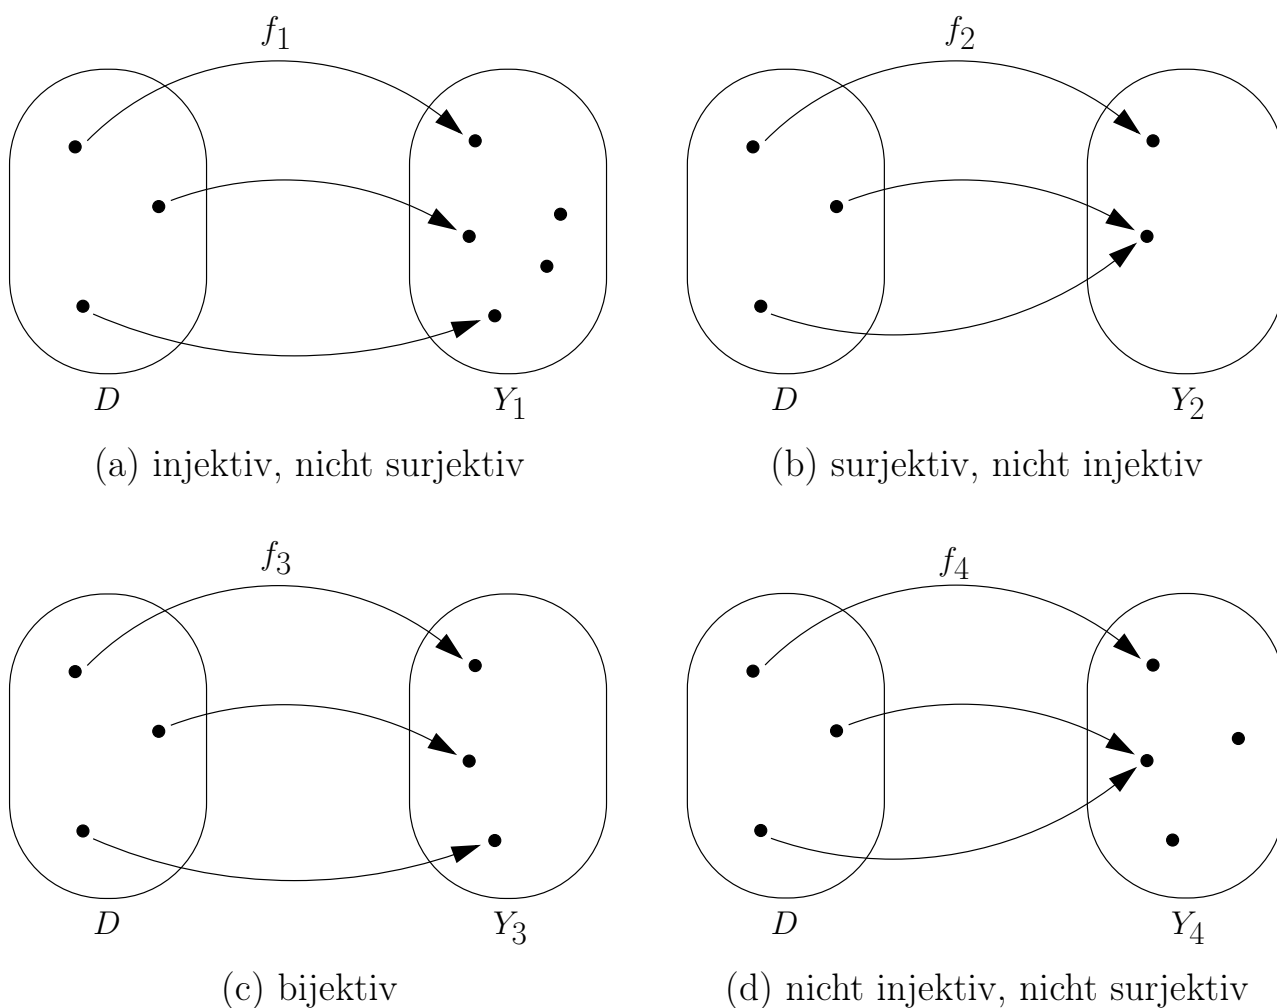 f1 f2
D Y1 D Y2
(a) injektiv, nicht surjektiv (b) surjektiv, nicht injektiv
f3 f4
D Y3 D Y4
(c) bijektiv (d) nicht injektiv, nicht surjektiv